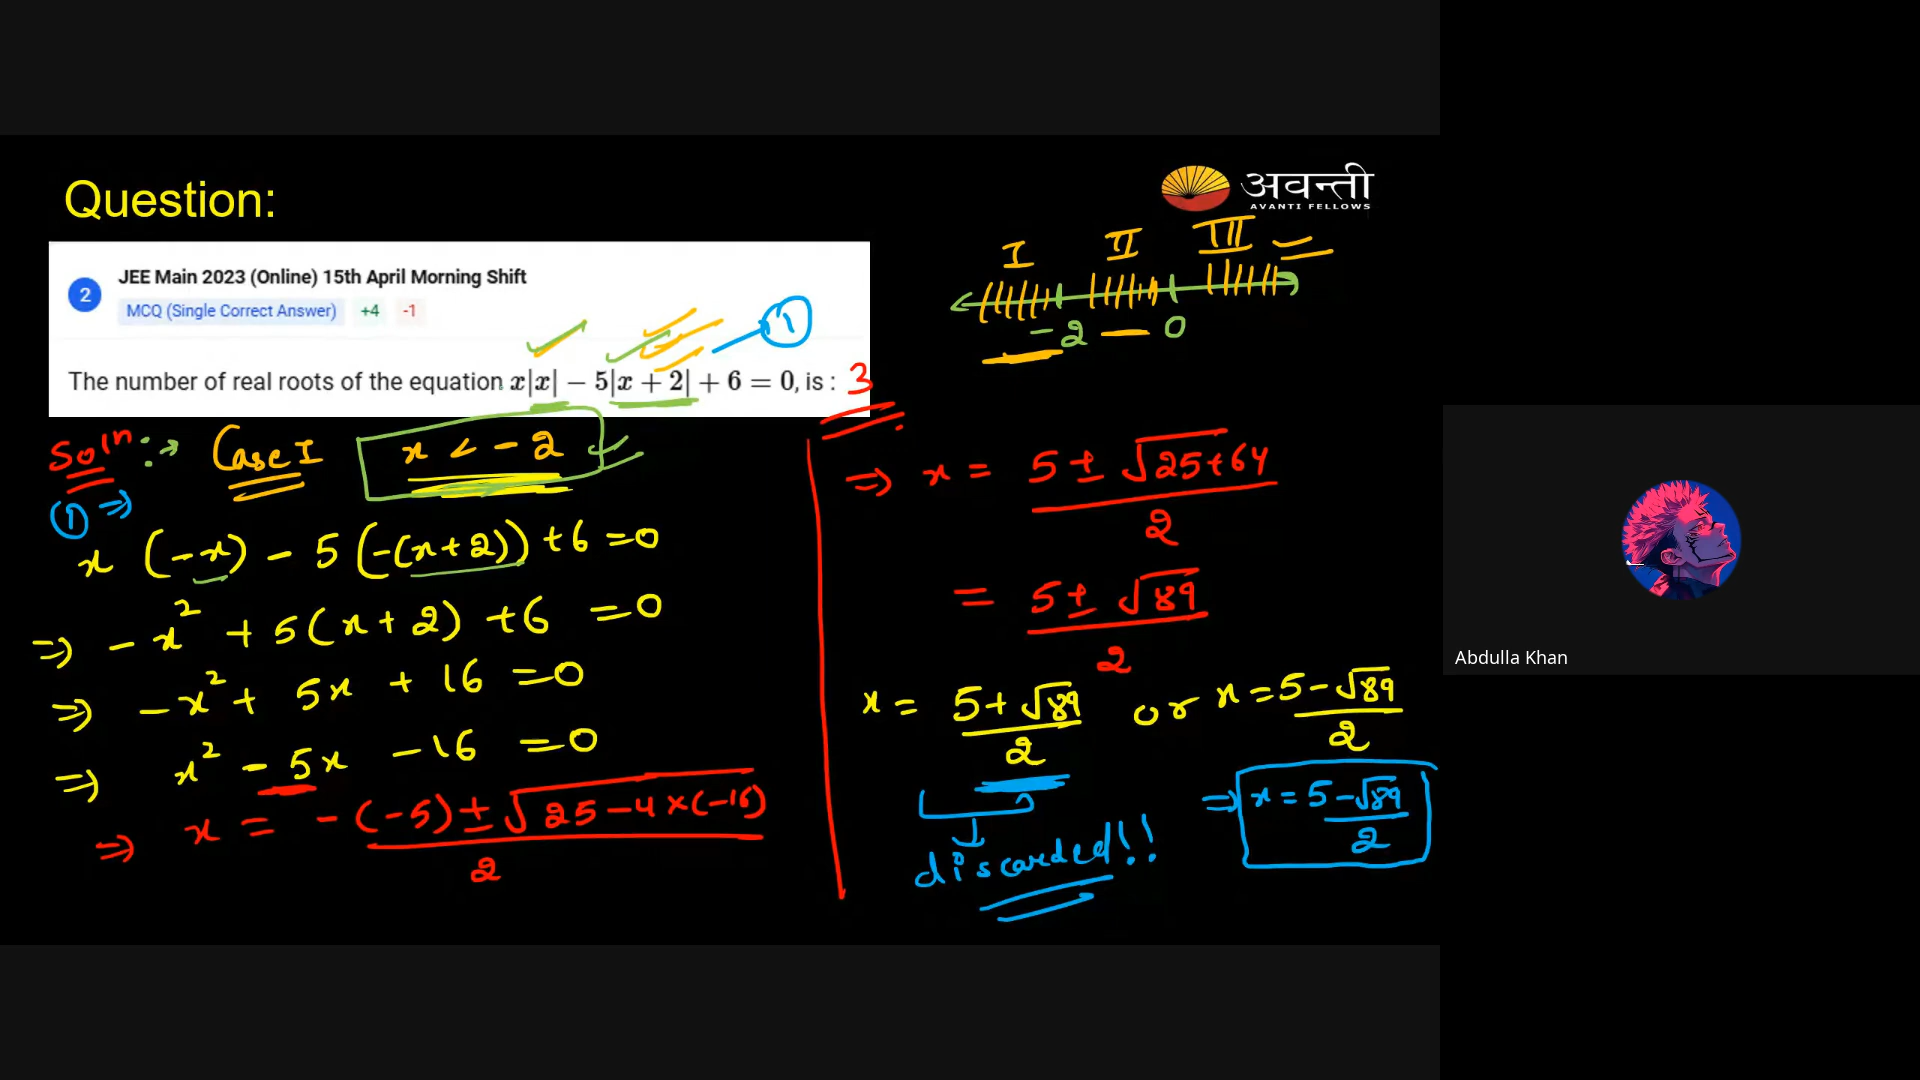 Question:
अवन्ती
AVANTI FELLOWS
I II III
-2 0
2
JEE Main 2023 (Online) 15th April Morning Shift
MCQ (Single Correct Answer) +4 -1
①
The number of real roots of the equation x|x| − 5|x + 2| + 6 = 0, is : 3
Soln :→ Case I x < -2
① ⇒
x (-x) - 5 (-(x+2)) + 6 = 0
⇒ -x² + 5(x+2) + 6 = 0
⇒ -x² + 5x + 16 = 0
⇒ x² - 5x - 16 = 0
⇒ x = -(-5) ± √25-4×(-16)
2
⇒ x = 5 ± √25+64
2
= 5 ± √89
2
x = 5+√89 or x = 5-√89
2 2
discarded!!
⇒ x = 5-√89
2
Abdulla Khan